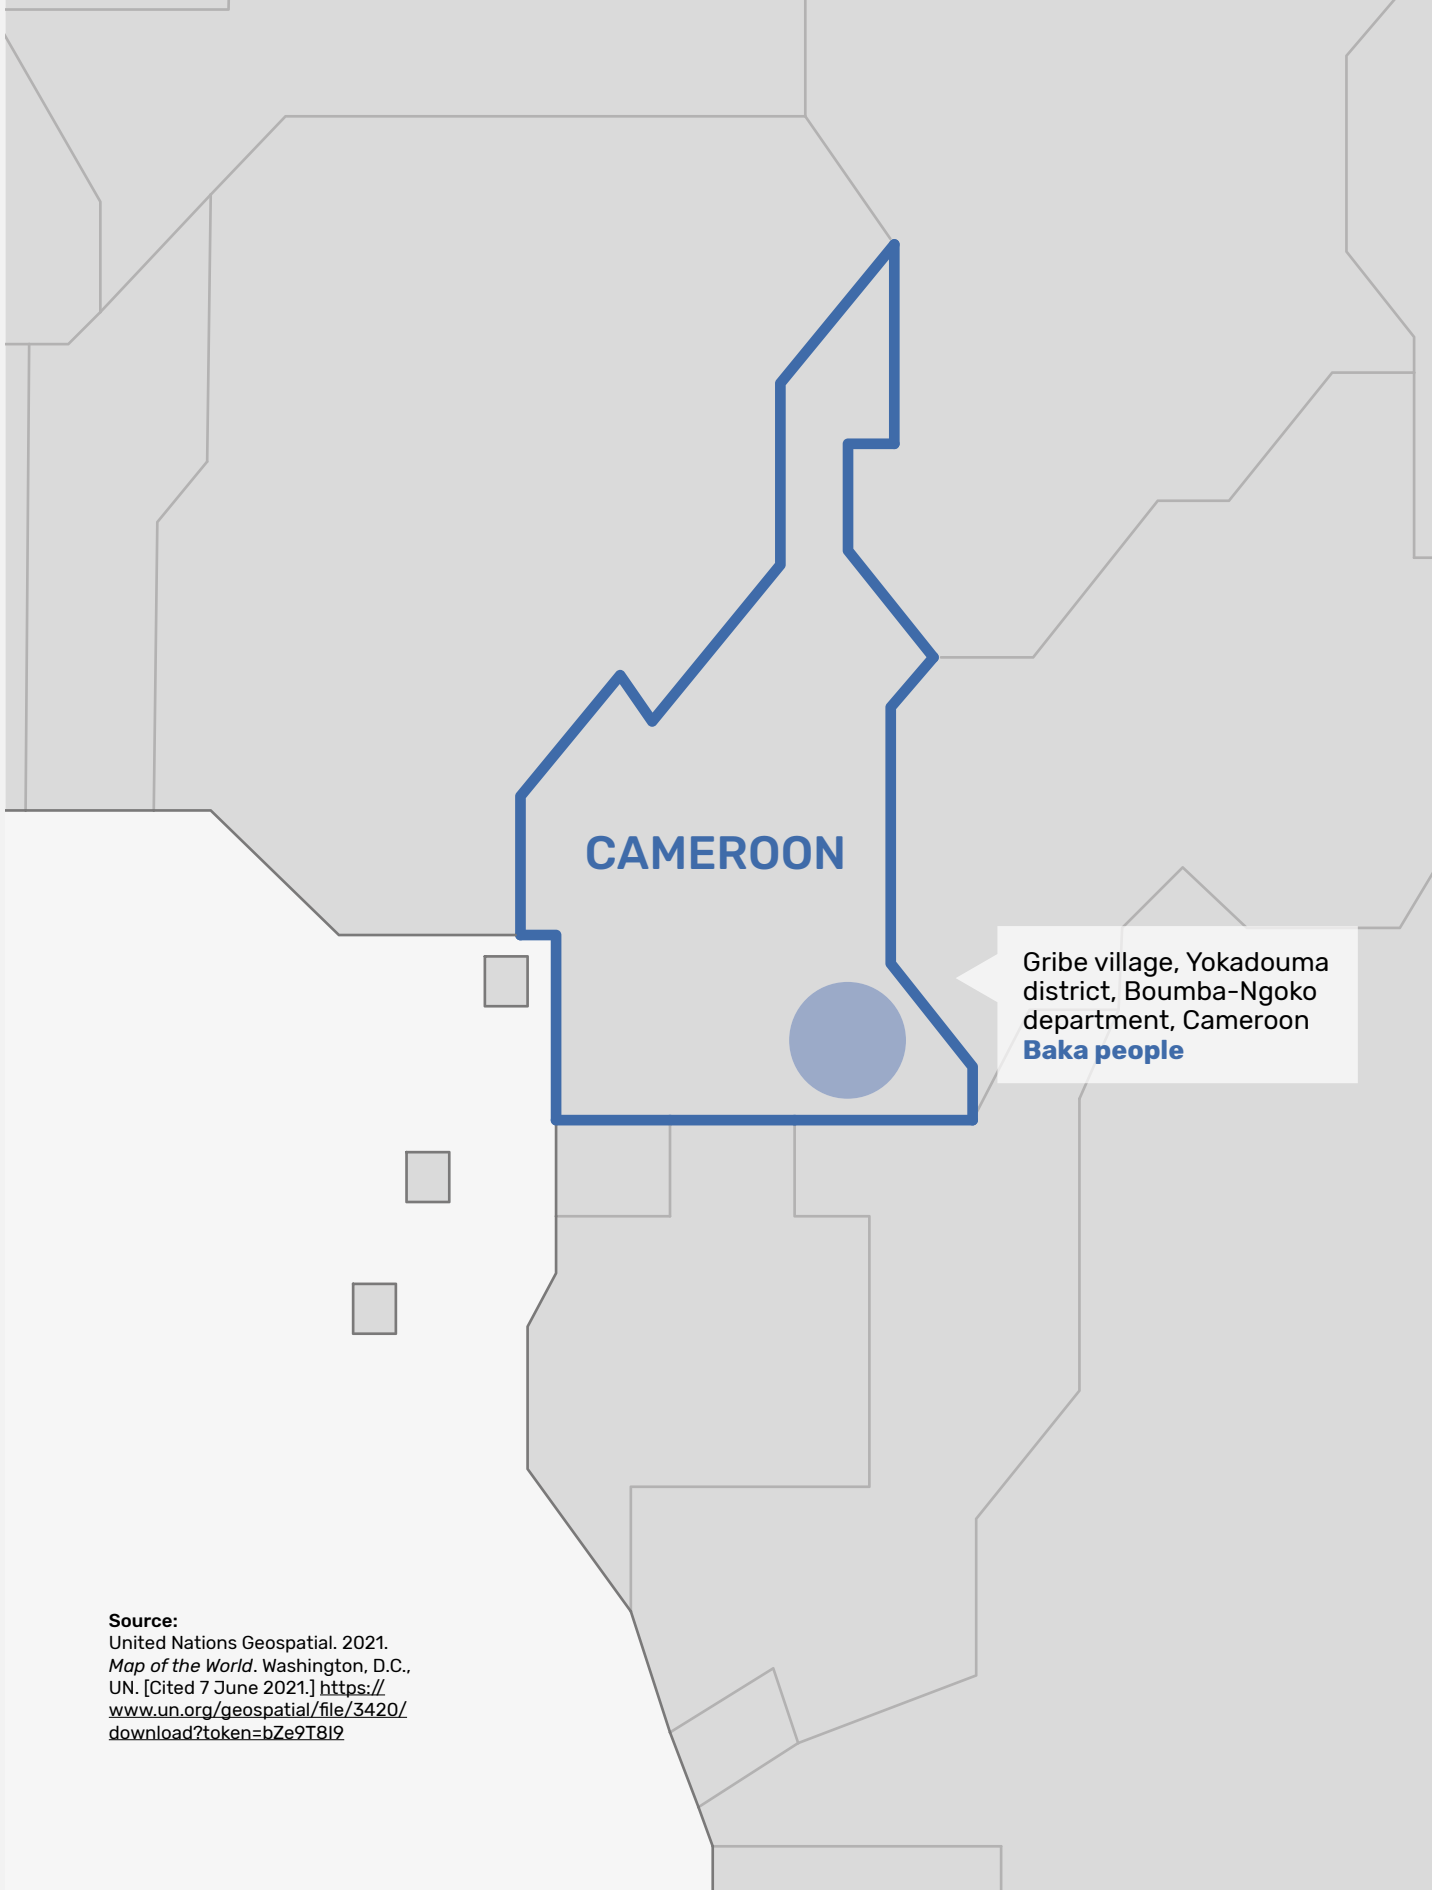 CAMEROON
Gribe village, Yokadouma
district, Boumba-Ngoko
department, Cameroon
Baka people
Source:
United Nations Geospatial. 2021.
Map of the World. Washington, D.C.,
UN. [Cited 7 June 2021.] https://
www.un.org/geospatial/file/3420/
download?token=bZe9T8I9